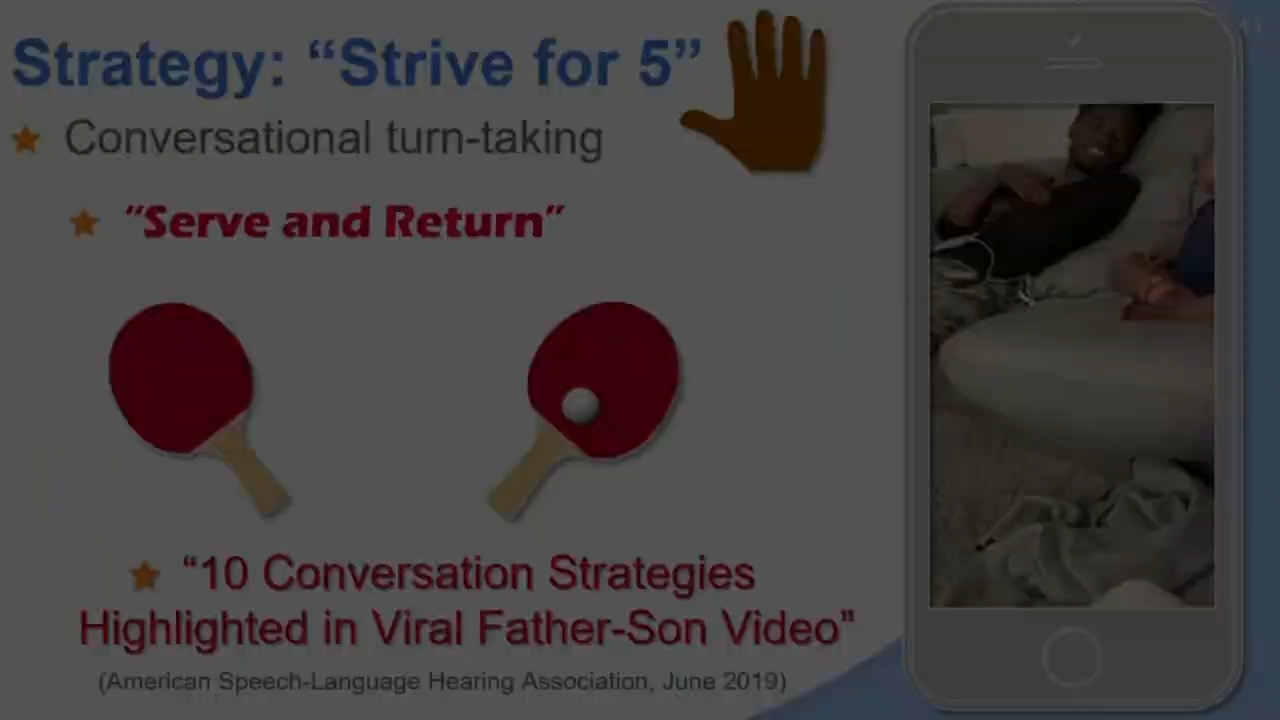 Strategy: “Strive for 5”
Conversational turn-taking
“Serve and Return”
“10 Conversation Strategies
Highlighted in Viral Father-Son Video”
(American Speech-Language Hearing Association, June 2019)